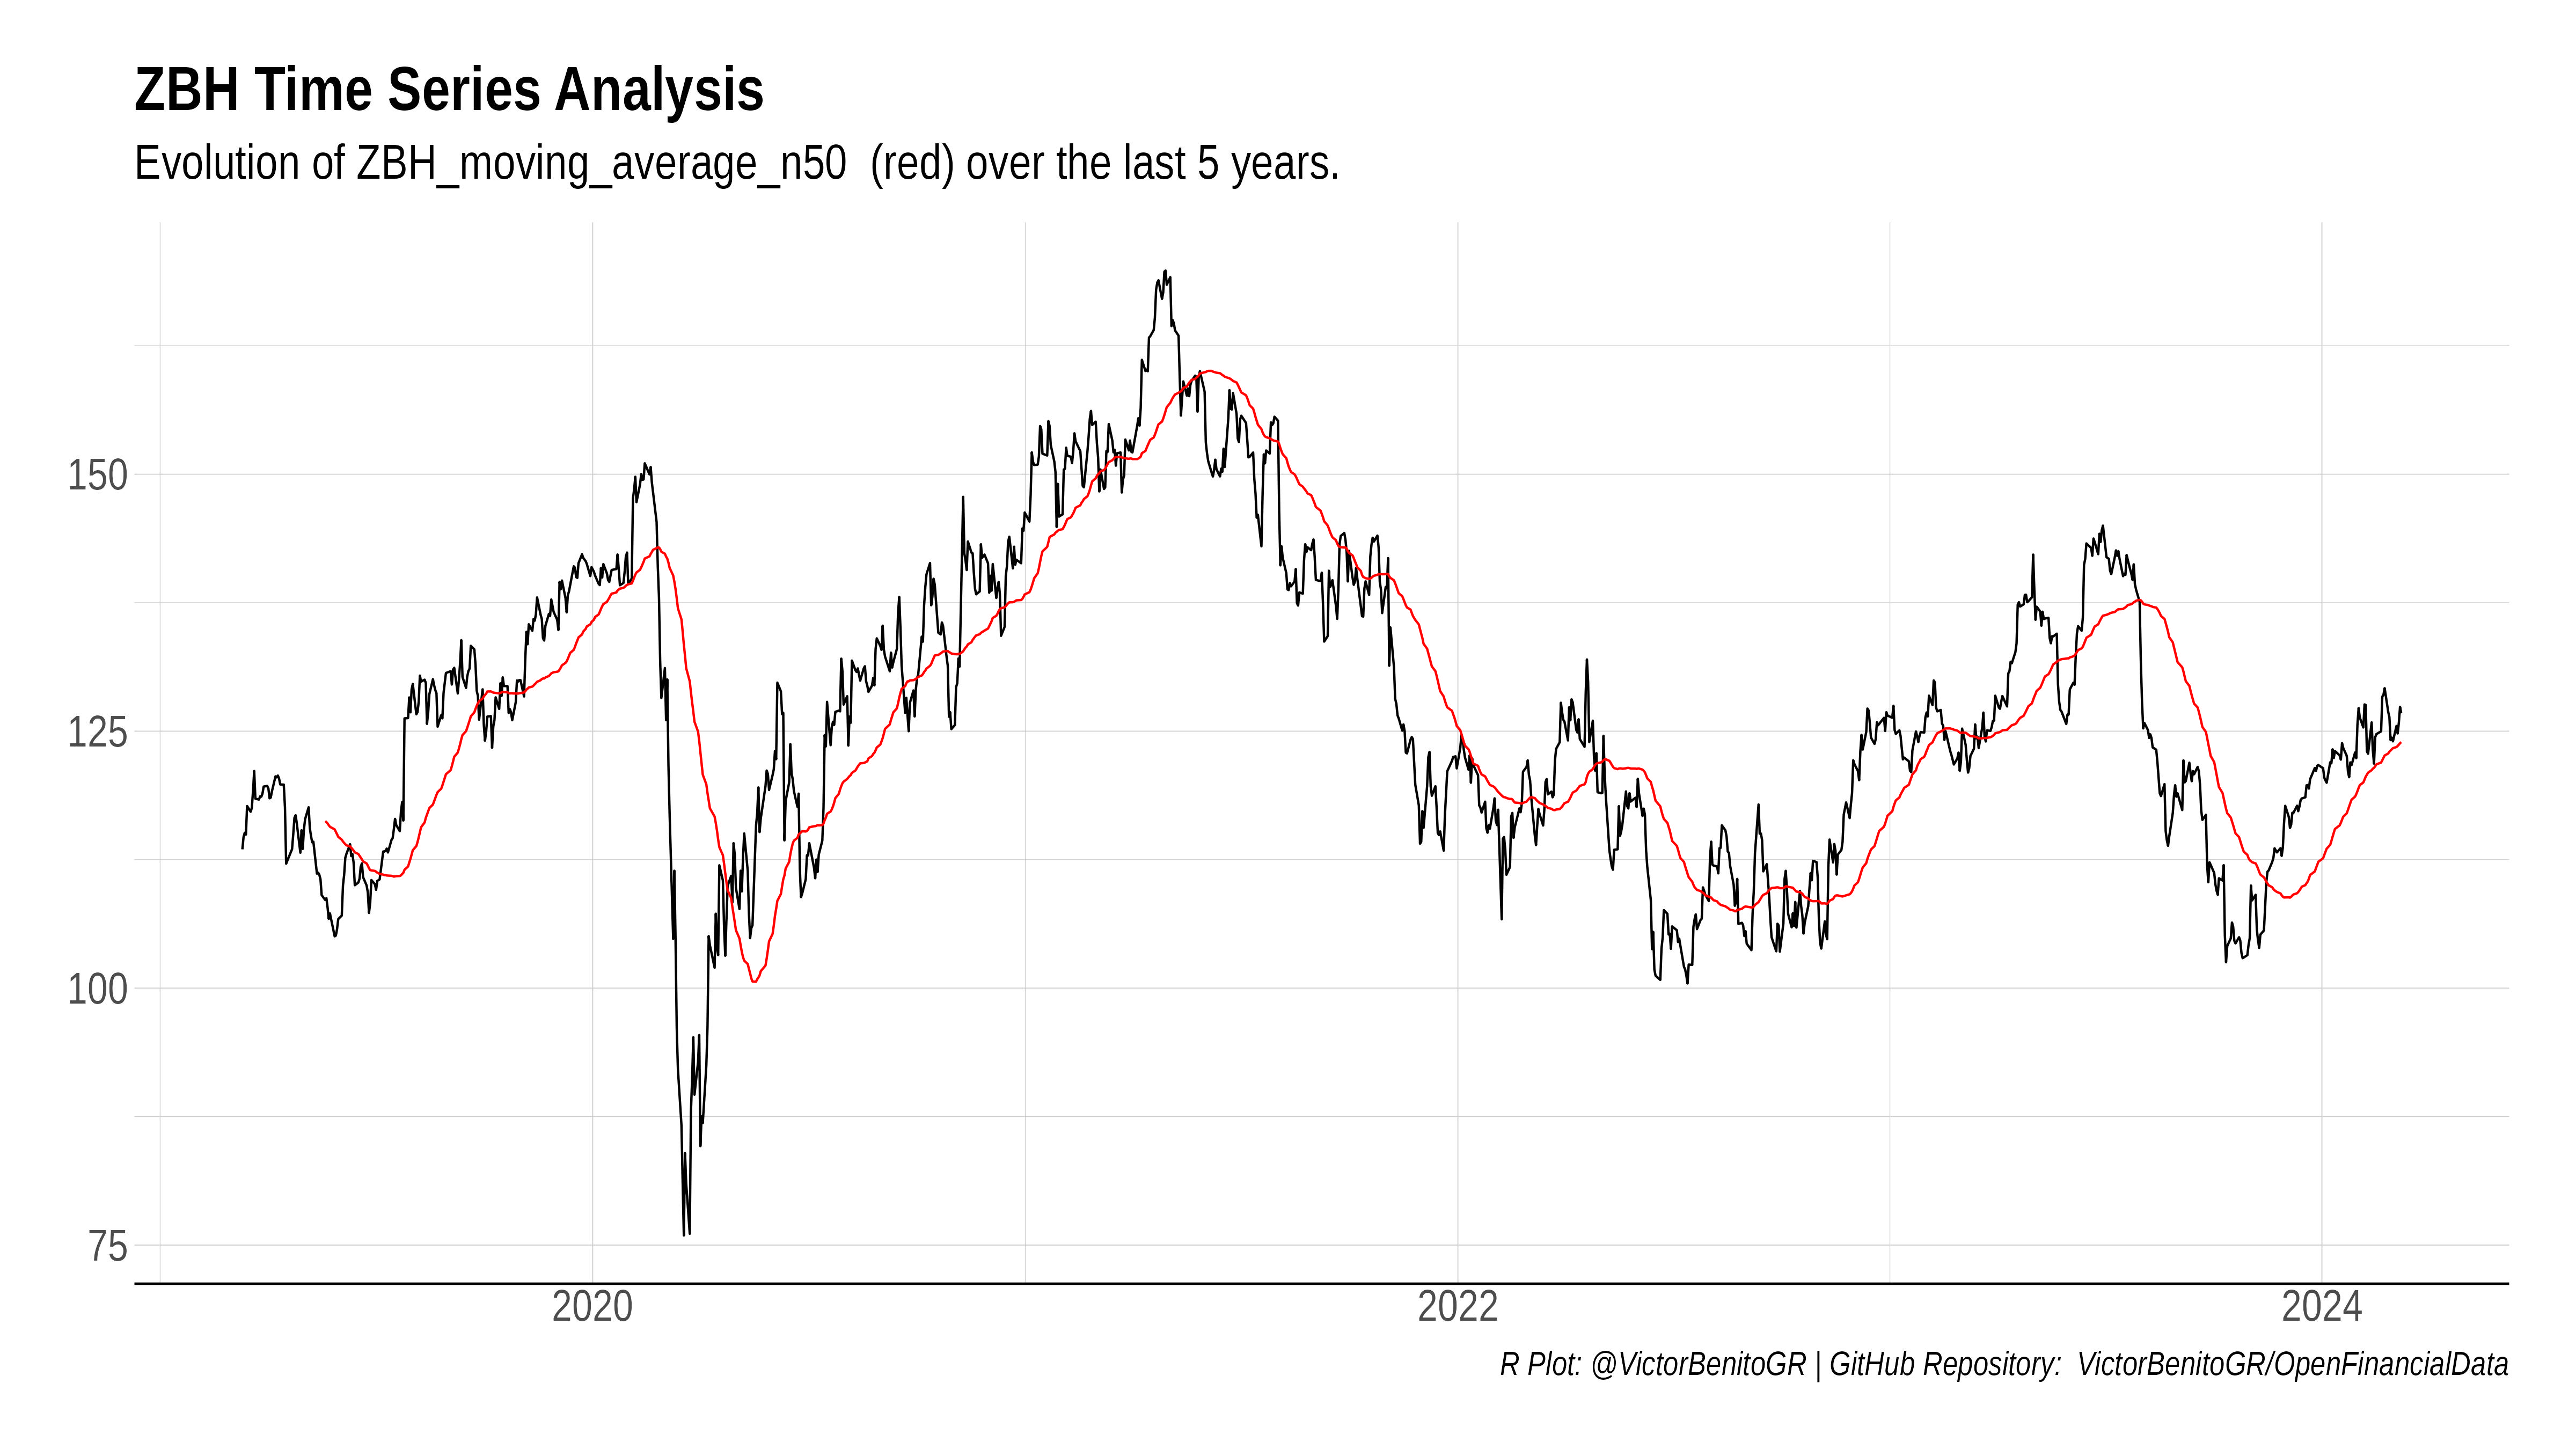 ZBH Time Series Analysis
Evolution of ZBH_moving_average_n50  (red) over the last 5 years.
150
125
100
75
2020
2022
2024
R Plot: @VictorBenitoGR | GitHub Repository:  VictorBenitoGR/OpenFinancialData